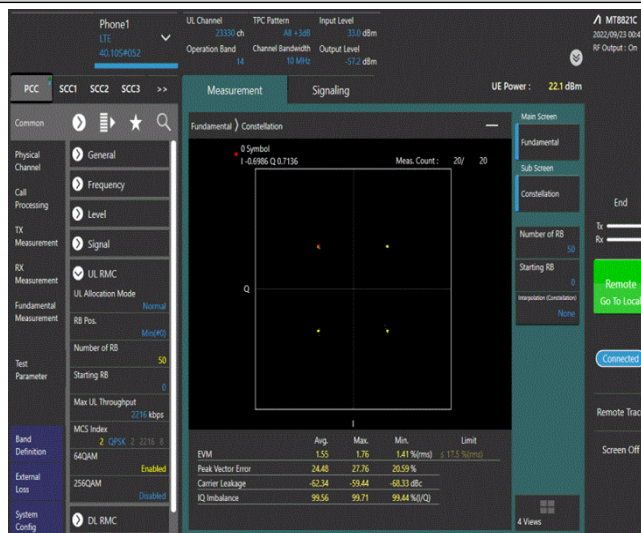 Phone1
LTE
40.10S#052
UL Channel TPC Pattern Input Level
23330 ch All +3dB 33.0 dBm
Operation Band Channel Bandwidth Output Level
14 10 MHz -57.2 dBm
MT8821C
2022/09/23 00:4
RF Output : On
PCC SCC1 SCC2 SCC3 >>
Measurement Signaling
UE Power : 22.1 dBm
Common
Physical Channel
Call Processing
TX Measurement
RX Measurement
Fundamental Measurement
Test Parameter
Band Definition
External Loss
System Config
General
Frequency
Level
Signal
UL RMC
UL Allocation Mode
Normal
RB Pos.
Min(#0)
Number of RB
50
Starting RB
0
Max UL Throughput
2216 kbps
MCS Index
2 QPSK 2 2216 8
64QAM
Enabled
256QAM
Disabled
DL RMC
Fundamental Constellation
0 Symbol
I -0.6986 Q 0.7136 Meas. Count : 20/ 20
Q
I
Avg. Max. Min. Limit
EVM 1.55 1.76 1.41 %(rms) ≤ 17.5 %(rms)
Peak Vector Error 24.48 27.76 20.59 %
Carrier Leakage -62.34 -59.44 -68.33 dBc
IQ Imbalance 99.56 99.71 99.44 %(I/Q)
Main Screen
Fundamental
Sub Screen
Constellation
Number of RB
50
Starting RB
0
Interpolation (Constellation)
None
4 Views
End
Tx
Rx
Remote
Go To Local
Connected
Remote Trac
Screen Off